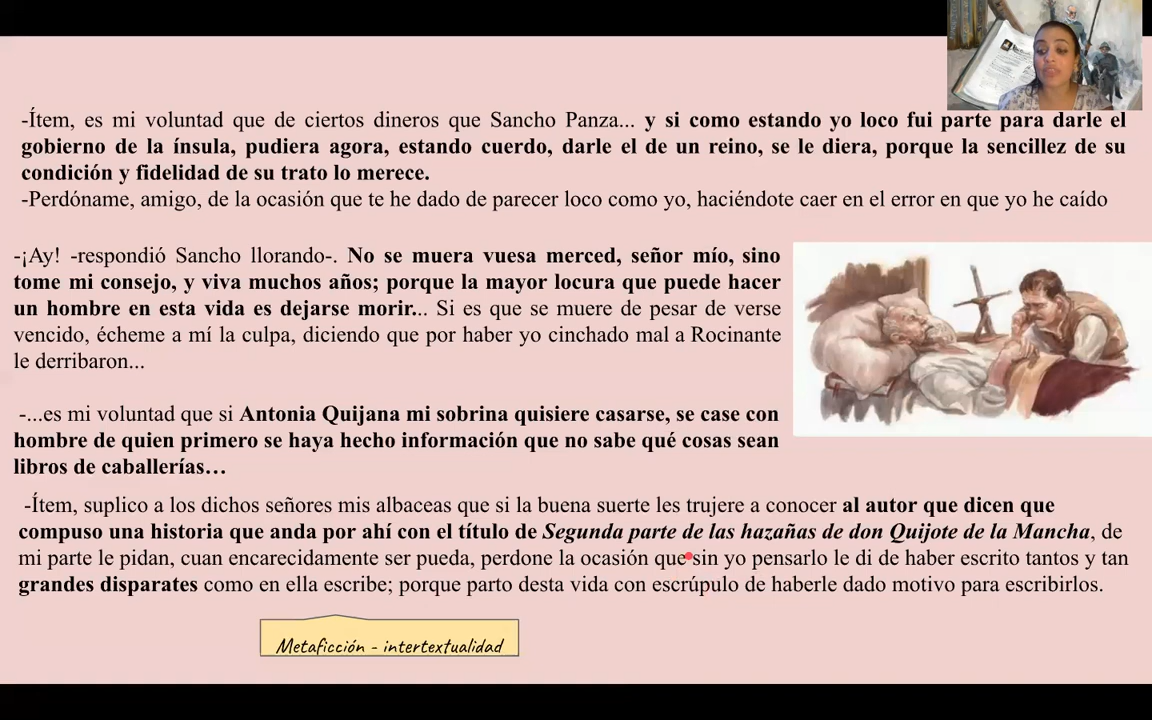 -Ítem, es mi voluntad que de ciertos dineros que Sancho Panza... y si como estando yo loco fui parte para darle el
gobierno de la ínsula, pudiera agora, estando cuerdo, darle el de un reino, se le diera, porque la sencillez de su
condición y fidelidad de su trato lo merece.
-Perdóname, amigo, de la ocasión que te he dado de parecer loco como yo, haciéndote caer en el error en que yo he caído
-¡Ay! -respondió Sancho llorando-. No se muera vuesa merced, señor mío, sino
tome mi consejo, y viva muchos años; porque la mayor locura que puede hacer
un hombre en esta vida es dejarse morir... Si es que se muere de pesar de verse
vencido, écheme a mí la culpa, diciendo que por haber yo cinchado mal a Rocinante
le derribaron...
-...es mi voluntad que si Antonia Quijana mi sobrina quisiere casarse, se case con
hombre de quien primero se haya hecho información que no sabe qué cosas sean
libros de caballerías…
-Ítem, suplico a los dichos señores mis albaceas que si la buena suerte les trujere a conocer al autor que dicen que
compuso una historia que anda por ahí con el título de Segunda parte de las hazañas de don Quijote de la Mancha, de
mi parte le pidan, cuan encarecidamente ser pueda, perdone la ocasión que sin yo pensarlo le di de haber escrito tantos y tan
grandes disparates como en ella escribe; porque parto desta vida con escrúpulo de haberle dado motivo para escribirlos.
Metaficción - intertextualidad